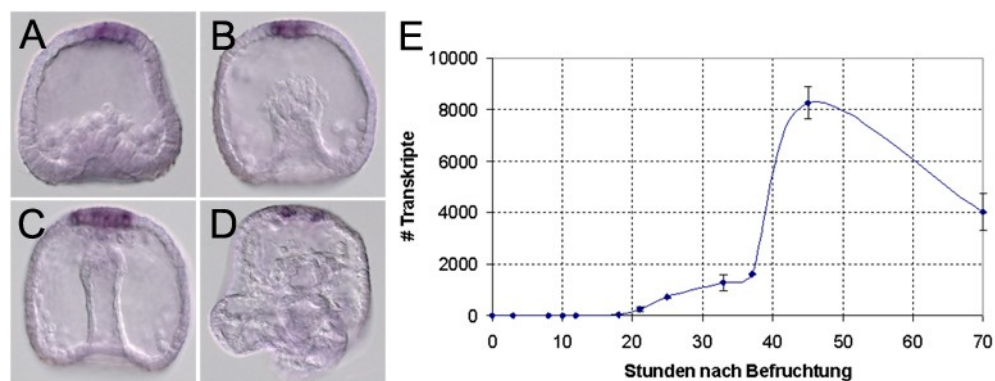 A
B
C
D
E
10000
8000
6000
4000
2000
0
# Transkripte
0 10 20 30 40 50 60 70
Stunden nach Befruchtung